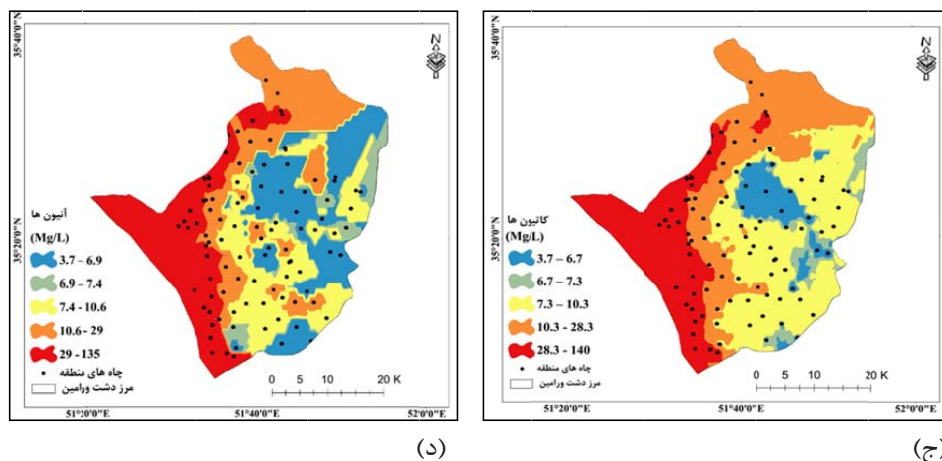 35°40'0"N
N
آنیون ها
(Mg/L)
35°20'0"N
3.7 - 6.9
6.9 - 7.4
7.4 - 10.6
10.6 - 29
29 - 135
چاه های منطقه
مرز دشت ورامین
0 5 10 20 K
51°40'0"E
52°0'0"E
(د)
35°40'0"N
N
کاتیون ها
(Mg/L)
35°20'0"N
3.7 – 6.7
6.7 – 7.3
7.3 – 10.3
10.3 - 28.3
28.3 - 140
چاه های منطقه
مرز دشت ورامین
0 5 10 20 K
51°20'0"E
51°40'0"E
52°0'0"E
(ج)